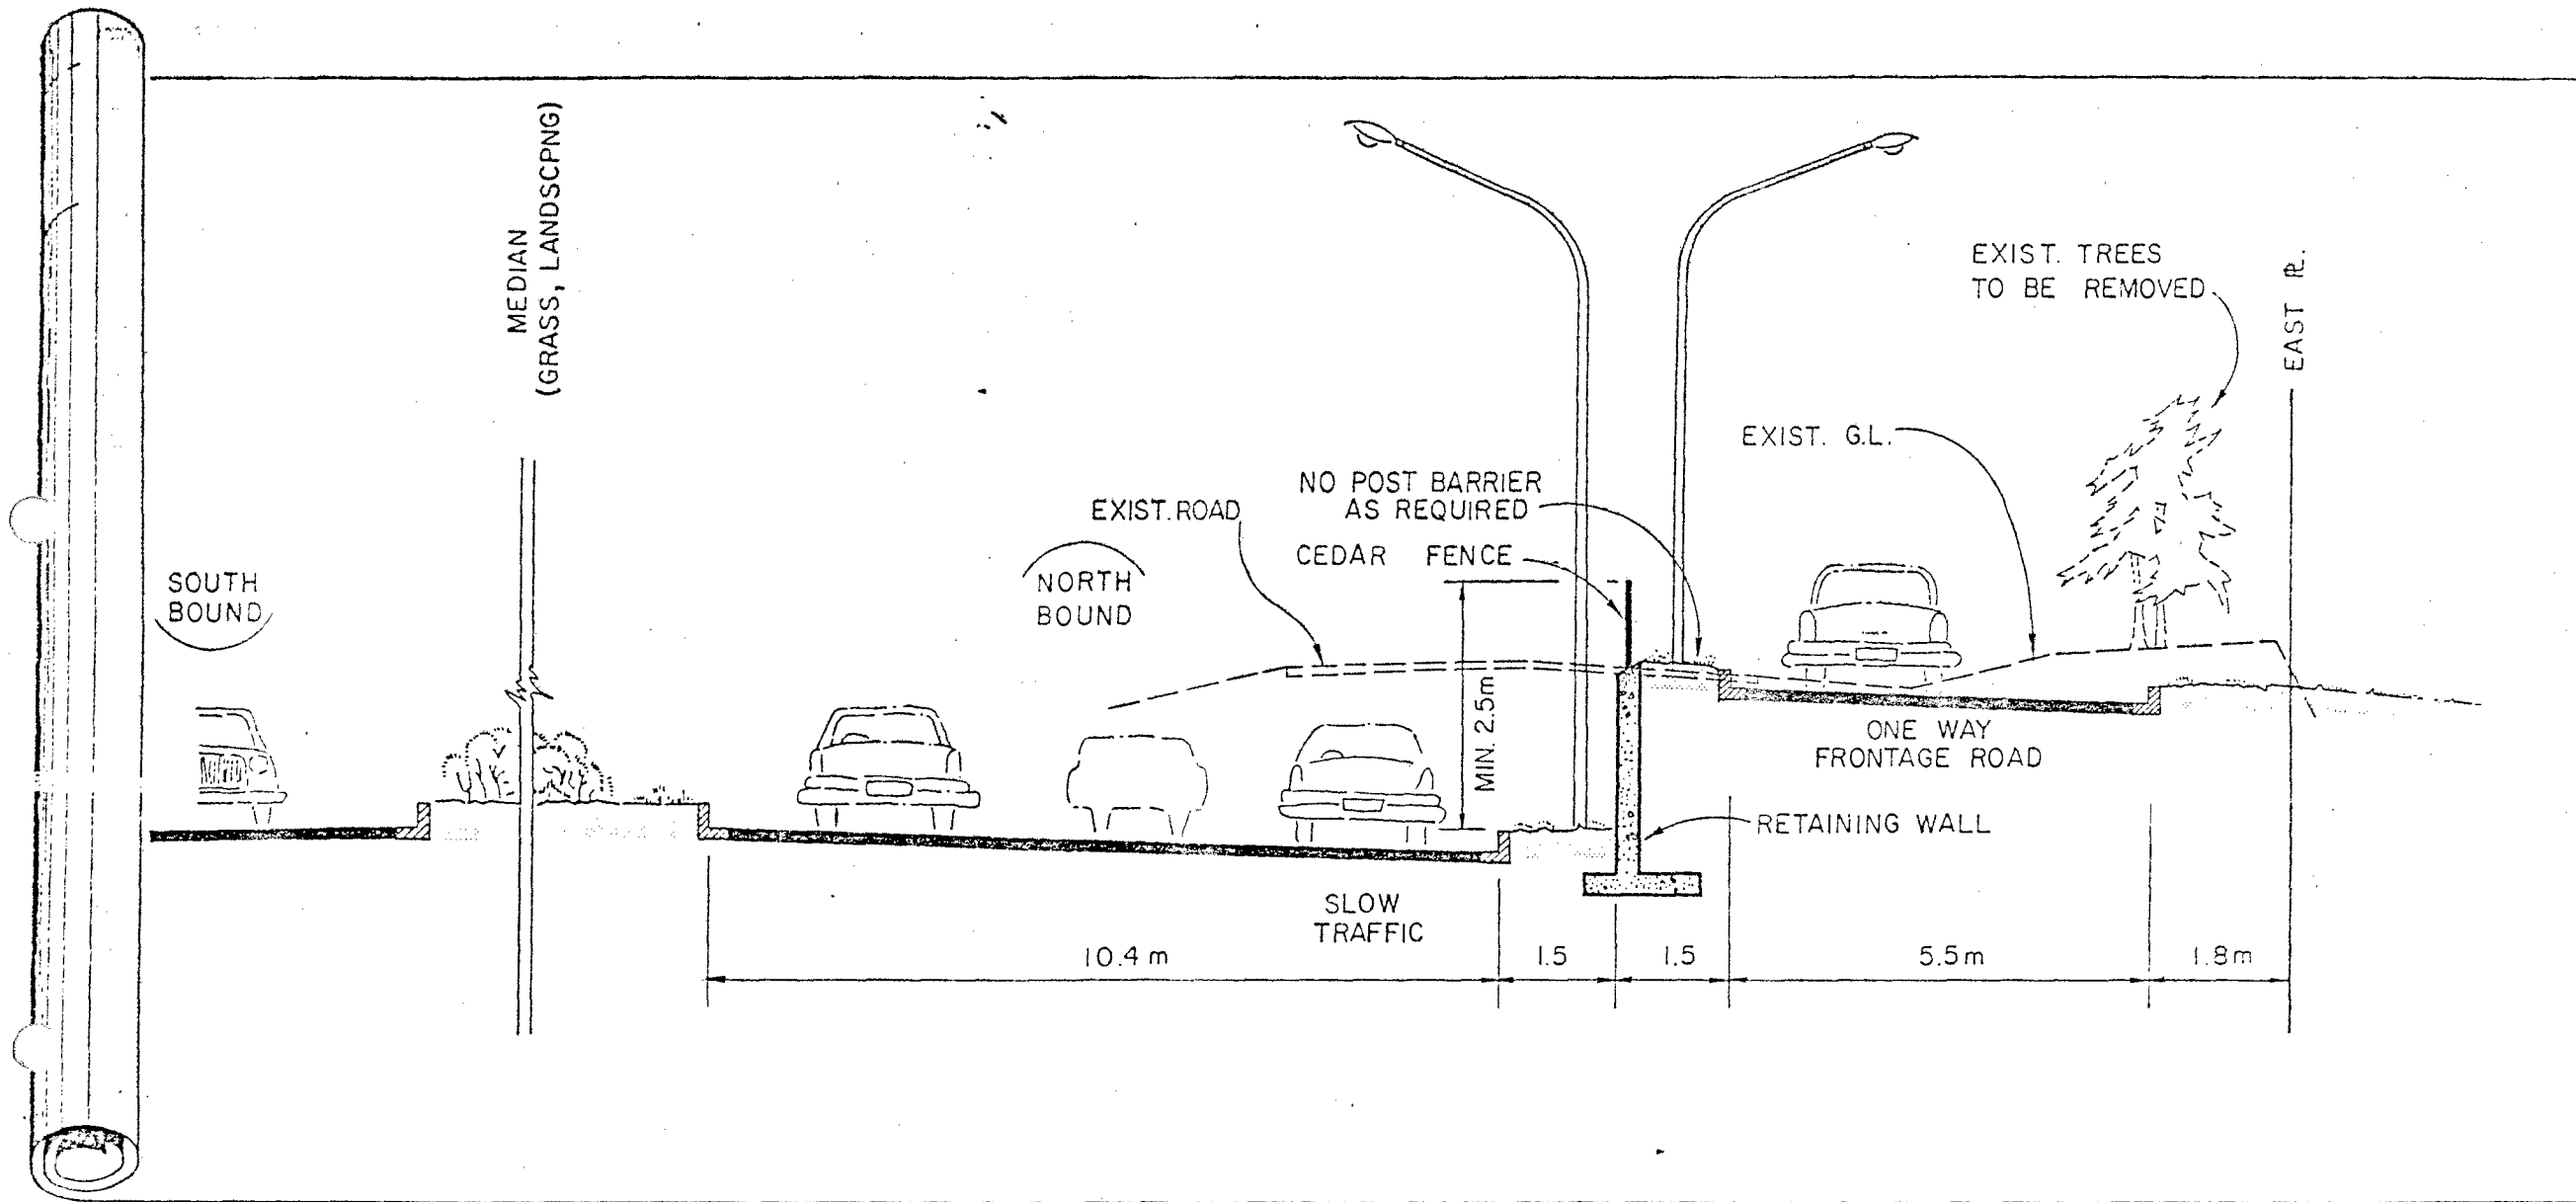 MEDIAN
(GRASS, LANDSCPNG)
EXIST. TREES
TO BE REMOVED
EAST ⅊.
EXIST. G.L.
NO POST BARRIER
AS REQUIRED
EXIST. ROAD
CEDAR FENCE
SOUTH
BOUND
NORTH
BOUND
MIN. 2.5m
ONE WAY
FRONTAGE ROAD
RETAINING WALL
SLOW
TRAFFIC
10.4 m
1.5
1.5
5.5m
1.8m